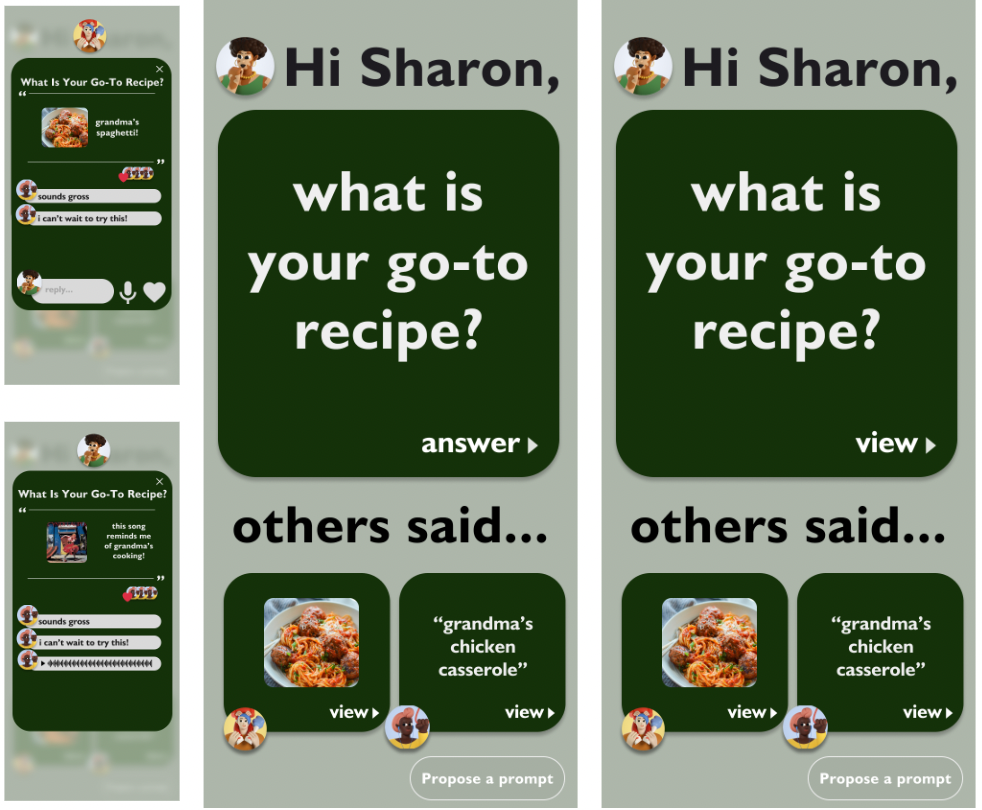 What Is Your Go-To Recipe?
“
grandma's
spaghetti!
”
sounds gross
i can't wait to try this!
reply...
What Is Your Go-To Recipe?
“
this song
reminds me
of grandma's
cooking!
”
sounds gross
i can't wait to try this!
Hi Sharon,
what is
your go-to
recipe?
answer
others said...
view
“grandma's
chicken
casserole”
view
Propose a prompt
Hi Sharon,
what is
your go-to
recipe?
view
others said...
view
“grandma's
chicken
casserole”
view
Propose a prompt